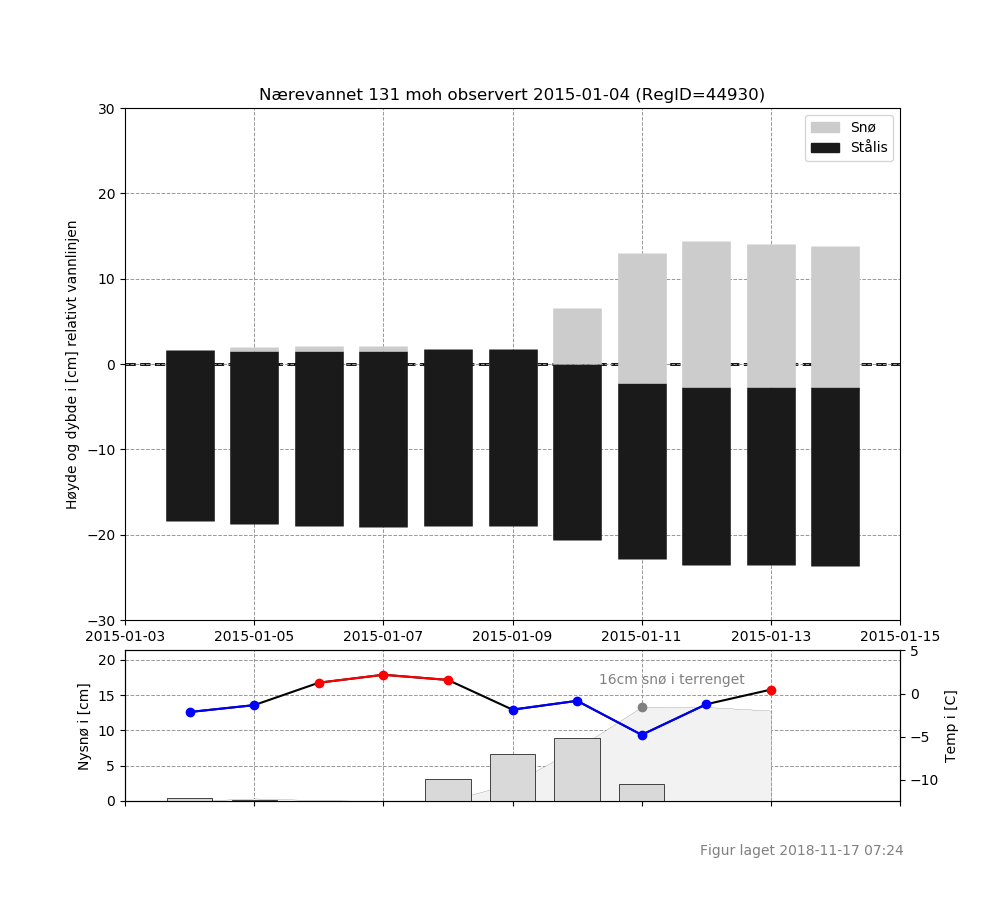 Nærevannet 131 moh observert 2015-01-04 (RegID=44930)
Høyde og dybde i [cm] relativt vannlinjen
30
20
10
0
−10
−20
−30
Snø
Stålis
2015-01-03 2015-01-05 2015-01-07 2015-01-09 2015-01-11 2015-01-13 2015-01-15
Nysnø i [cm]
20
15
10
5
0
16cm snø i terrenget
5
0
−5
−10
Temp i [C]
Figur laget 2018-11-17 07:24